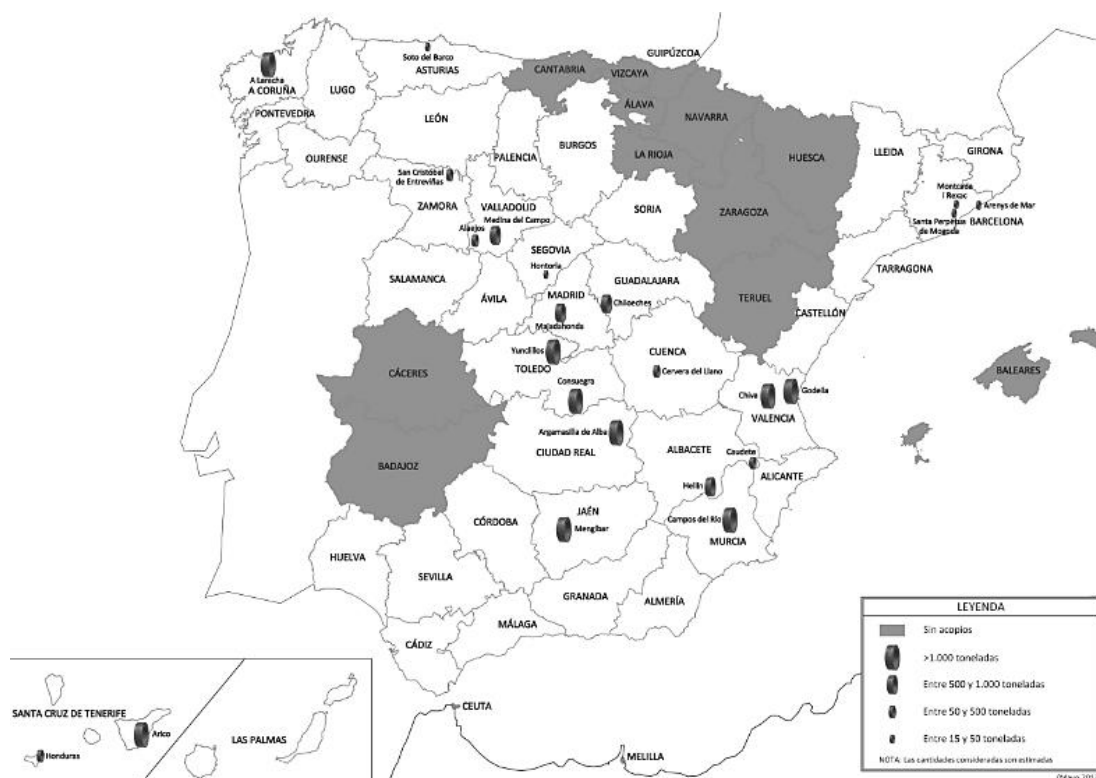 GUIPÚZCOA
Soto del Barco
ASTURIAS
CANTABRIA
VIZCAYA
A Laracha
A CORUÑA
LUGO
ÁLAVA
NAVARRA
PONTEVEDRA
LEÓN
PALENCIA
BURGOS
LA RIOJA
HUESCA
LLEIDA
GIRONA
OURENSE
San Cristóbal
de Entreviñas
ZAMORA
VALLADOLID
Medina del Campo
Alaejos
SORIA
ZARAGOZA
Montcada
i Reixac
Arenys de Mar
Santa Perpètua
de Mogoda
BARCELONA
SEGOVIA
Hontoria
TARRAGONA
SALAMANCA
ÁVILA
MADRID
Majadahonda
GUADALAJARA
Chiloeches
TERUEL
CASTELLÓN
Yunclillos
TOLEDO
CUENCA
Cervera del Llano
CÁCERES
BALEARES
Consuegra
Chiva
Godella
VALENCIA
Argamasilla de Alba
CIUDAD REAL
ALBACETE
Caudete
BADAJOZ
ALICANTE
Hellín
JAÉN
Mengíbar
CÓRDOBA
Campos del Río
MURCIA
HUELVA
SEVILLA
GRANADA
ALMERÍA
MÁLAGA
CÁDIZ
CEUTA
MELILLA
SANTA CRUZ DE TENERIFE
Arico
Honduras
LAS PALMAS
LEYENDA
Sin acopios
>1.000 toneladas
Entre 500 y 1.000 toneladas
Entre 50 y 500 toneladas
Entre 15 y 50 toneladas
NOTA: Las cantidades consideradas son estimadas